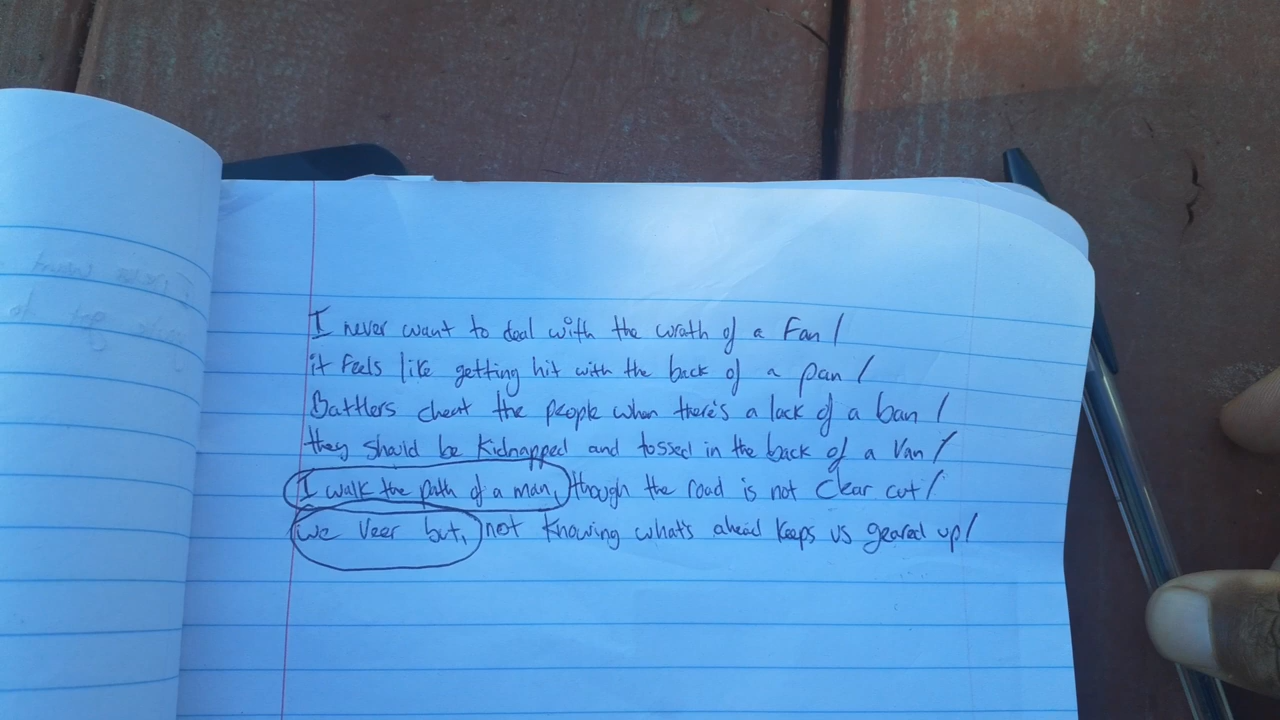 I never want to deal with the wrath of a Fan /
it Feels like getting hit with the back of a pan /
Battlers cheat the people when there's a lack of a ban /
they should be Kidnapped and tossed in the back of a Van /
I walk the path of a man, though the road is not Clear cut /
we Veer but, not Knowing what's ahead Keeps us geared up /